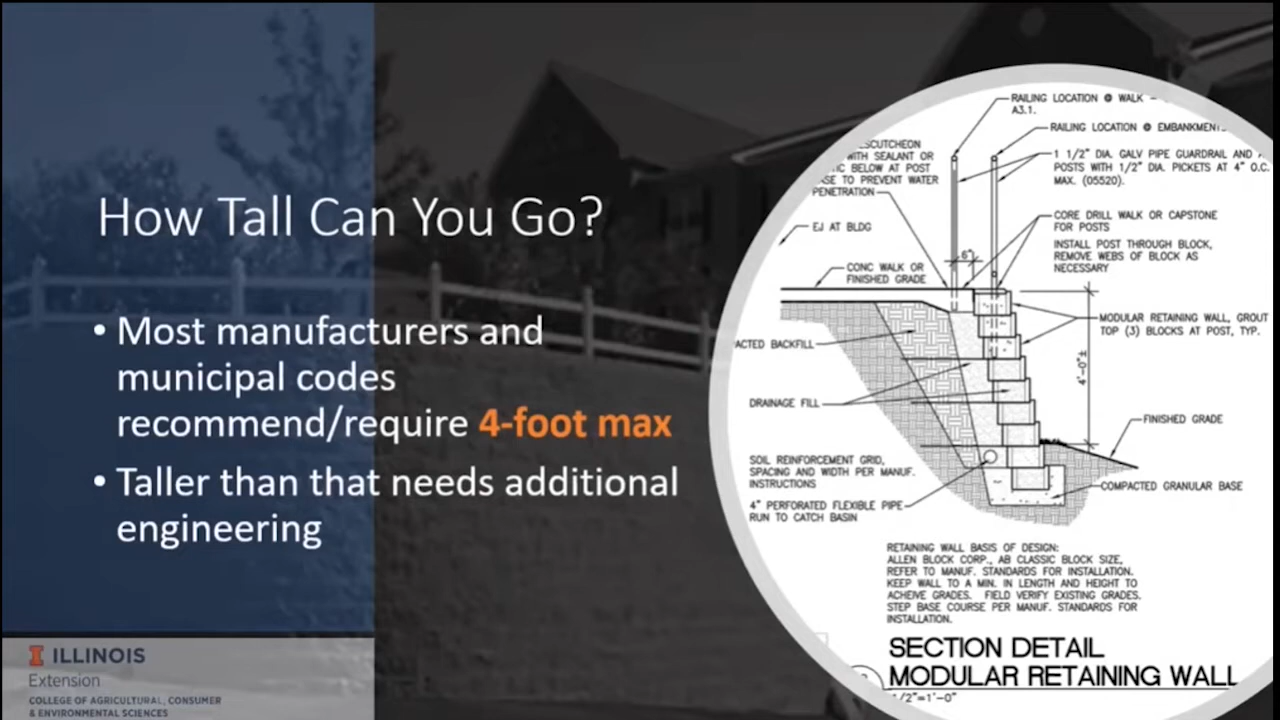 How Tall Can You Go?
• Most manufacturers and
municipal codes
recommend/require 4-foot max
• Taller than that needs additional
engineering
ILLINOIS
Extension
COLLEGE OF AGRICULTURAL, CONSUMER
& ENVIRONMENTAL SCIENCES
RAILING LOCATION @ WALK –
A3.1.
RAILING LOCATION @ EMBANKMENT
1 1/2" DIA. GALV PIPE GUARDRAIL AND
POSTS WITH 1/2" DIA. PICKETS AT 4" O.C.
MAX. (05520).
SCUTCHEON
WITH SEALANT OR
BELOW AT POST
TO PREVENT WATER
PENETRATION
CORE DRILL WALK OR CAPSTONE
FOR POSTS
INSTALL POST THROUGH BLOCK,
REMOVE WEBS OF BLOCK AS
NECESSARY
EJ AT BLDG
6"
CONC WALK OR
FINISHED GRADE
MODULAR RETAINING WALL, GROUT
TOP (3) BLOCKS AT POST, TYP.
ACTED BACKFILL
4'-0"±
DRAINAGE FILL
FINISHED GRADE
SOIL REINFORCEMENT GRID,
SPACING AND WIDTH PER MANUF.
INSTRUCTIONS
COMPACTED GRANULAR BASE
4" PERFORATED FLEXIBLE PIPE
RUN TO CATCH BASIN
RETAINING WALL BASIS OF DESIGN:
ALLEN BLOCK CORP., AB CLASSIC BLOCK SIZE,
REFER TO MANUF. STANDARDS FOR INSTALLATION.
KEEP WALL TO A MIN. IN LENGTH AND HEIGHT TO
ACHEIVE GRADES. FIELD VERIFY EXISTING GRADES.
STEP BASE COURSE PER MANUF. STANDARDS FOR
INSTALLATION.
SECTION DETAIL
MODULAR RETAINING WALL
1/2"=1'-0"